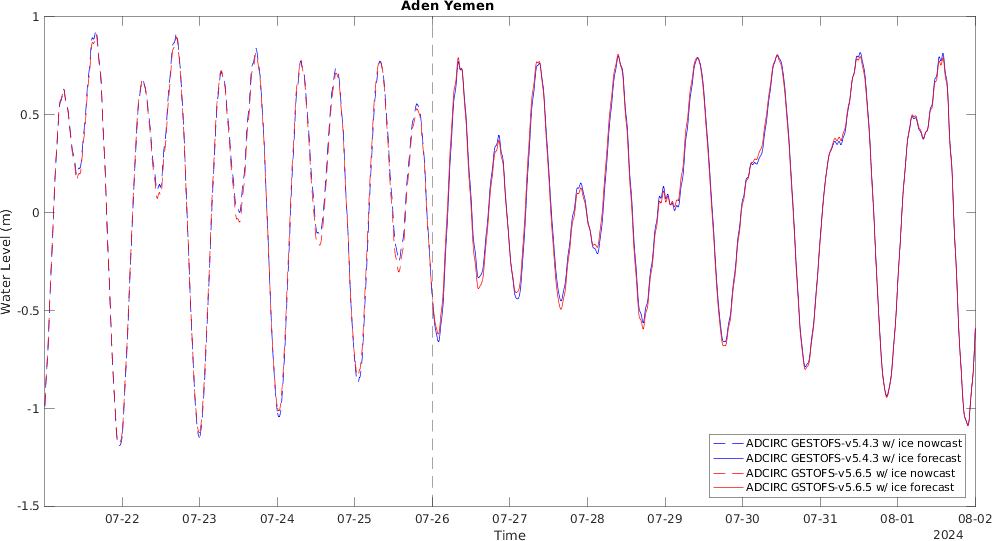 Aden Yemen
1
0.5
0
-0.5
-1
-1.5
Water Level (m)
07-22 07-23 07-24 07-25 07-26 07-27 07-28 07-29 07-30 07-31 08-01 08-02
Time
2024
ADCIRC GESTOFS-v5.4.3 w/ ice nowcast
ADCIRC GESTOFS-v5.4.3 w/ ice forecast
ADCIRC GSTOFS-v5.6.5 w/ ice nowcast
ADCIRC GSTOFS-v5.6.5 w/ ice forecast